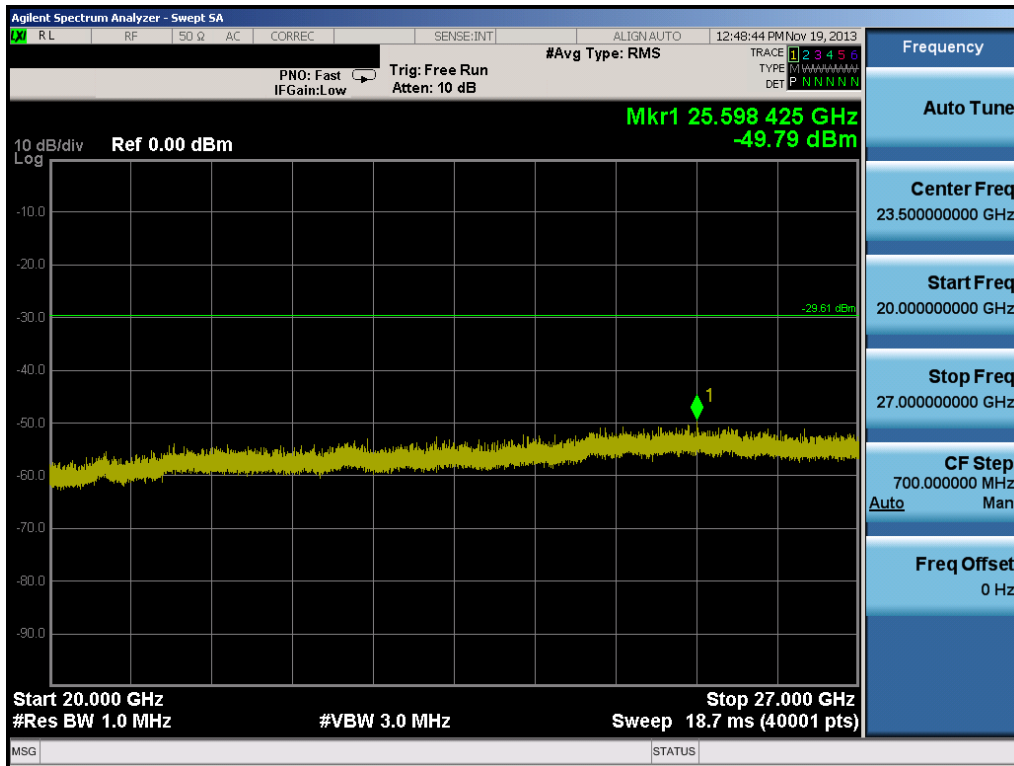 Agilent Spectrum Analyzer - Swept SA
LXI RL RF 50 Ω AC CORREC SENSE:INT ALIGN AUTO 12:48:44 PM Nov 19, 2013
PNO: Fast
IFGain:Low
Trig: Free Run
Atten: 10 dB
#Avg Type: RMS
TRACE 1 2 3 4 5 6
TYPE M W W W W W
DET P N N N N N
Mkr1 25.598 425 GHz
-49.79 dBm
10 dB/div Ref 0.00 dBm
Log
-10.0
-20.0
-29.61 dBm
-30.0
-40.0
1
-50.0
-60.0
-70.0
-80.0
-90.0
Start 20.000 GHz Stop 27.000 GHz
#Res BW 1.0 MHz #VBW 3.0 MHz Sweep 18.7 ms (40001 pts)
MSG STATUS
Frequency
Auto Tune
Center Freq
23.500000000 GHz
Start Freq
20.000000000 GHz
Stop Freq
27.000000000 GHz
CF Step
700.000000 MHz
Auto Man
Freq Offset
0 Hz